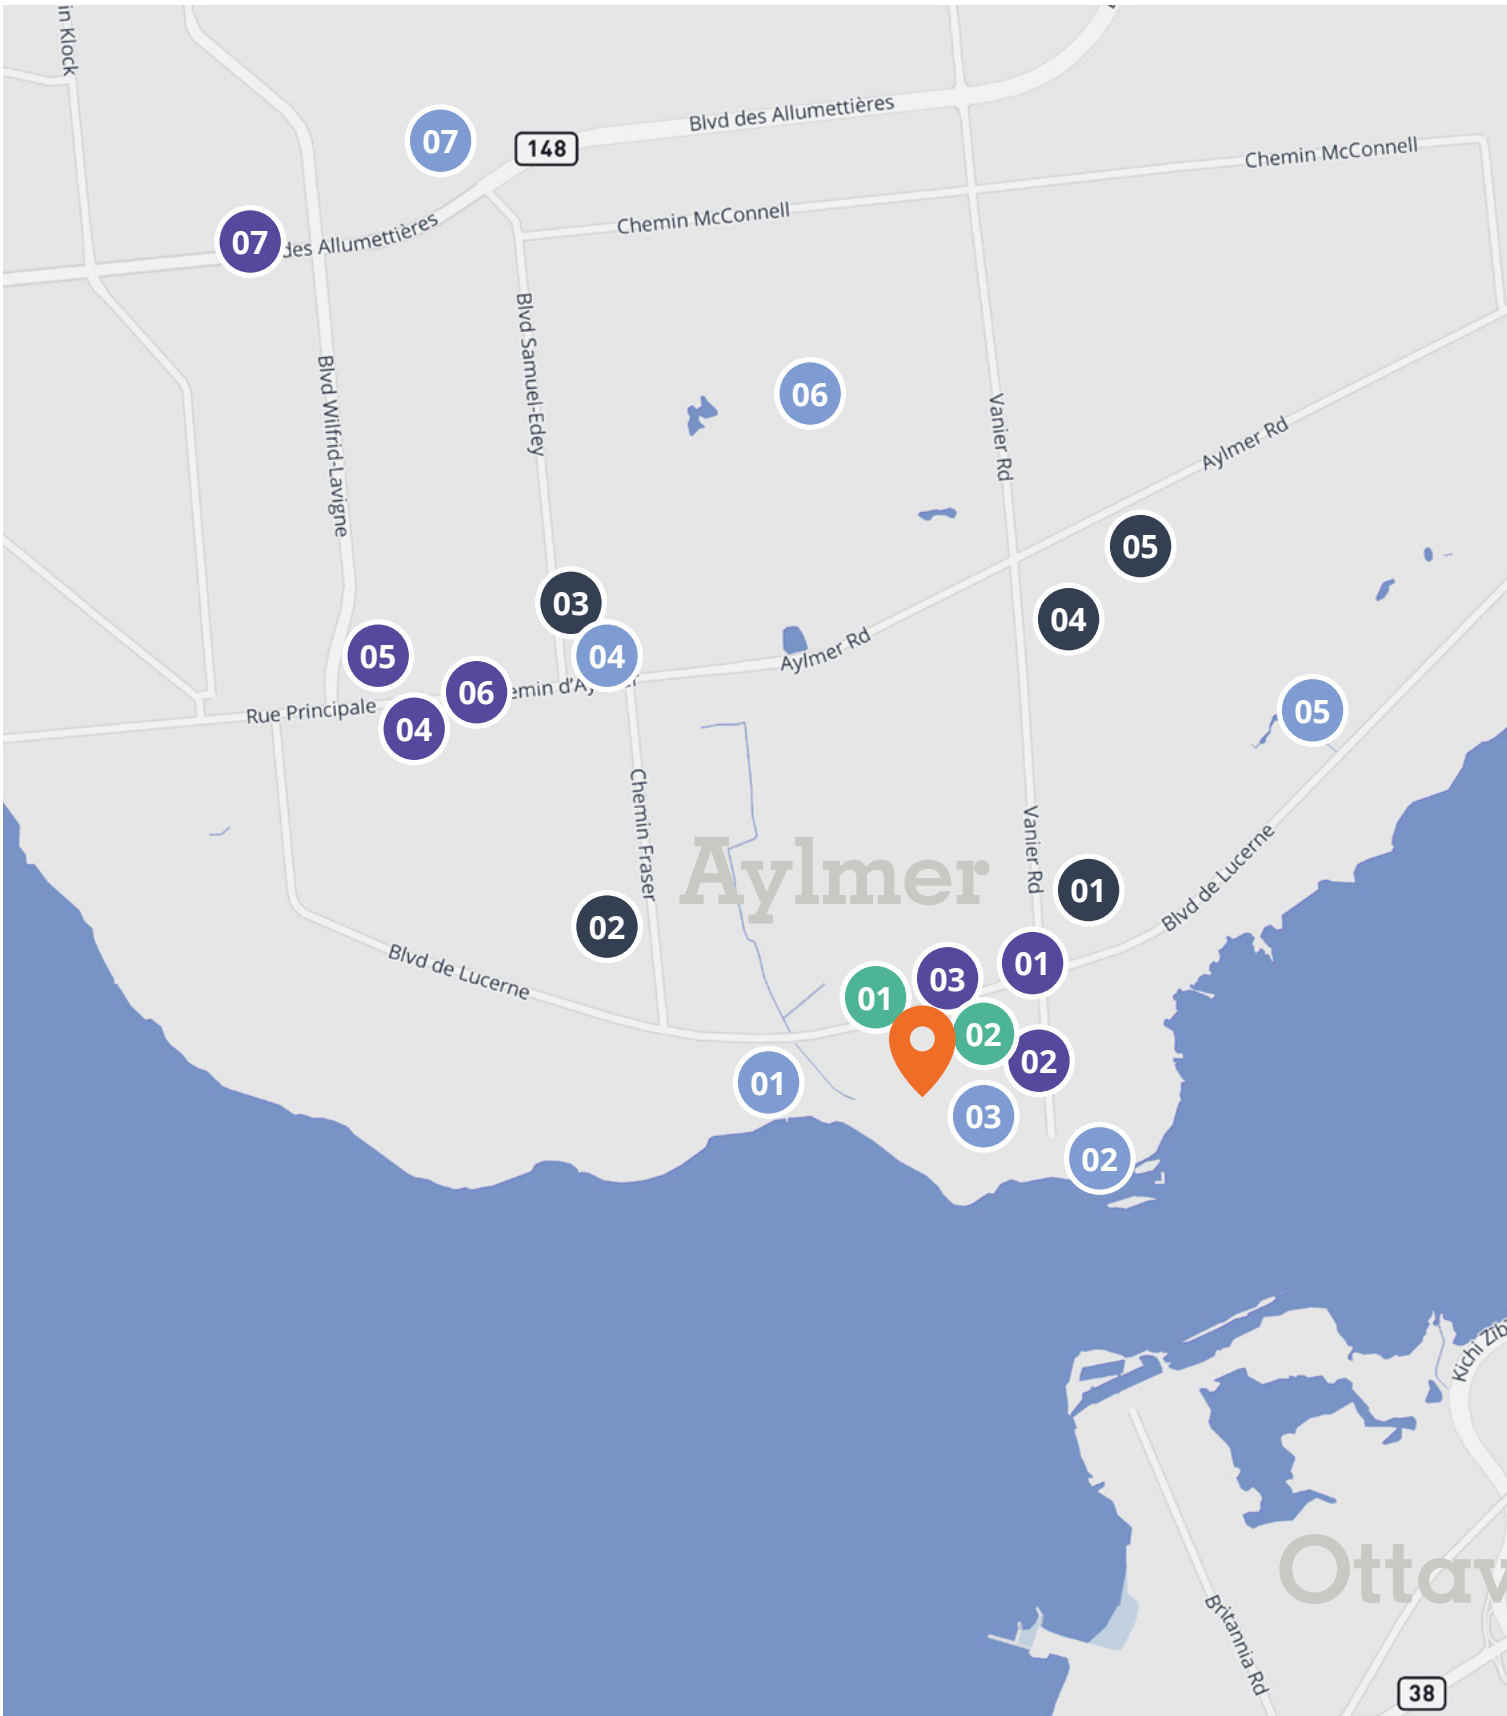 in Klock
Blvd des Allumettières
07
148
Chemin McConnell
Chemin McConnell
07
des Allumettières
Blvd Samuel-Edey
Blvd Wilfrid-Lavigne
06
Vanier Rd
Aylmer Rd
05
03
04
05
04
Aylmer Rd
06
emin d'Ay
Rue Principale
04
05
Chemin Fraser
Vanier Rd
Blvd de Lucerne
Aylmer
01
02
Blvd de Lucerne
01
03
01
02
02
01
03
02
Kichi Zib
Ottaw
Britannia Rd
38